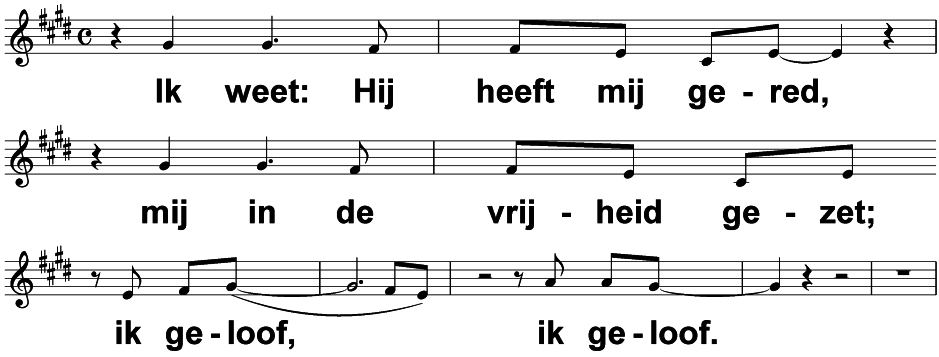 Ik weet: Hij heeft mij ge - red,
mij in de vrij - heid ge - zet;
ik ge - loof, ik ge - loof.